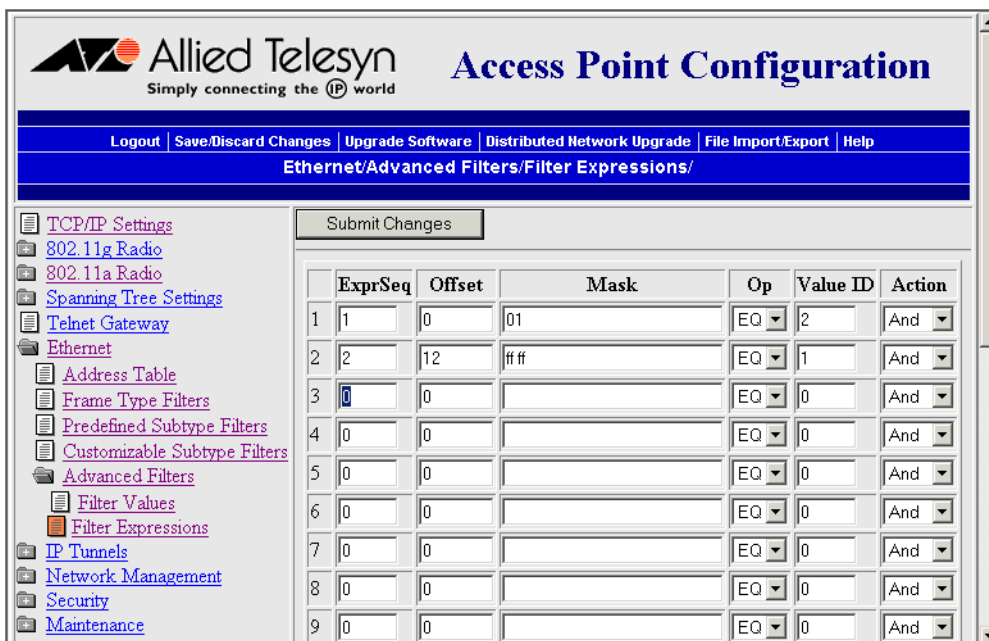 Allied Telesyn
Simply connecting the IP world
Access Point Configuration
Logout | Save/Discard Changes | Upgrade Software | Distributed Network Upgrade | File Import/Export | Help
Ethernet/Advanced Filters/Filter Expressions/
TCP/IP Settings
802.11g Radio
802.11a Radio
Spanning Tree Settings
Telnet Gateway
Ethernet
Address Table
Frame Type Filters
Predefined Subtype Filters
Customizable Subtype Filters
Advanced Filters
Filter Values
Filter Expressions
IP Tunnels
Network Management
Security
Maintenance
Submit Changes
ExprSeq Offset Mask Op Value ID Action
1 1 0 01 EQ 2 And
2 2 12 ff ff EQ 1 And
3 0 0 EQ 0 And
4 0 0 EQ 0 And
5 0 0 EQ 0 And
6 0 0 EQ 0 And
7 0 0 EQ 0 And
8 0 0 EQ 0 And
9 0 0 EQ 0 And